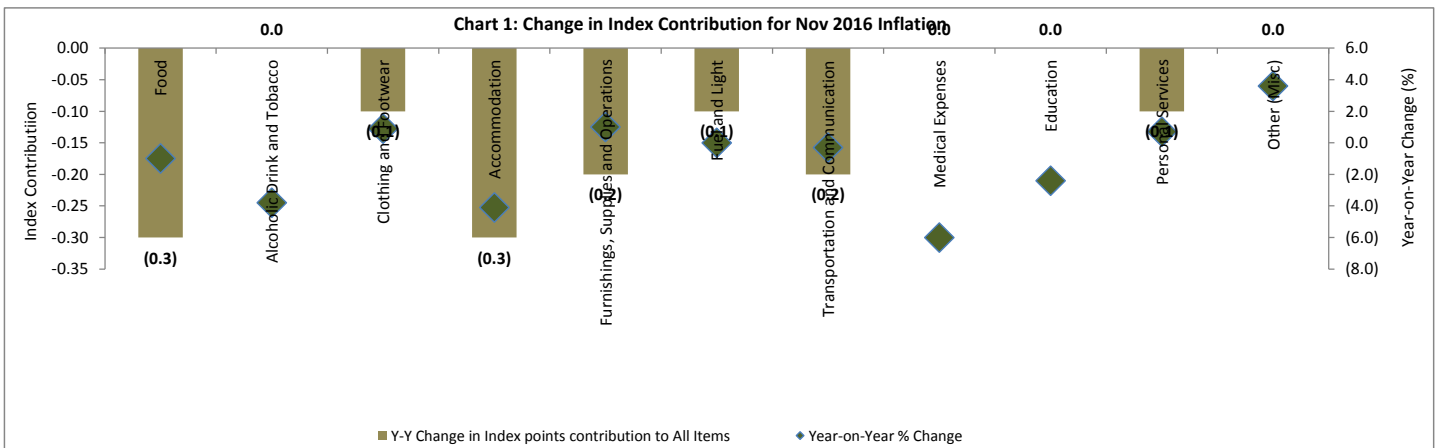 Chart 1: Change in Index Contribution for Nov 2016 Inflation
0.0
0.0
0.0
0.0
0.00
-0.05
-0.10
-0.15
-0.20
-0.25
-0.30
-0.35
Index Contributiion
Food
Alcoholic Drink and Tobacco
Clothing and Footwear
Accommodation
Furnishings, Supplies and Operations
Fuel and Light
Transportation and Communication
Medical Expenses
Education
Personal Services
Other (Misc)
(0.3)
(0.1)
(0.3)
(0.2)
(0.1)
(0.2)
(0.1)
6.0
4.0
2.0
0.0
(2.0)
(4.0)
(6.0)
(8.0)
Year-on-Year Change (%)
Y-Y Change in Index points contribution to All Items
Year-on-Year % Change